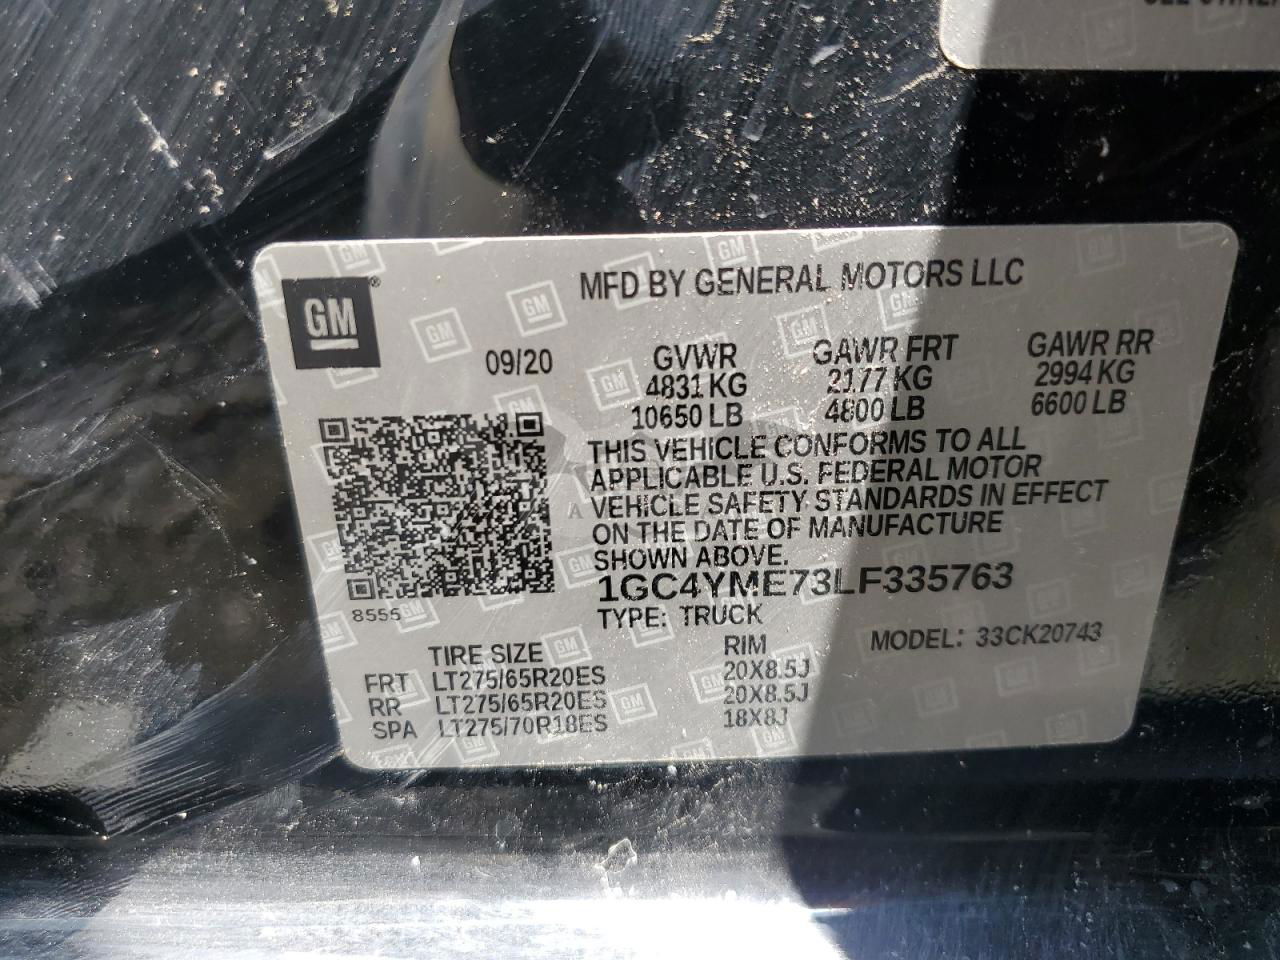 GM
MFD BY GENERAL MOTORS LLC
09/20
GVWR GAWR FRT GAWR RR
4831 KG 2177 KG 2994 KG
10650 LB 4800 LB 6600 LB
THIS VEHICLE CONFORMS TO ALL
APPLICABLE U.S. FEDERAL MOTOR
VEHICLE SAFETY STANDARDS IN EFFECT
ON THE DATE OF MANUFACTURE
SHOWN ABOVE.
1GC4YME73LF335763
8555
TYPE: TRUCK
MODEL: 33CK20743
TIRE SIZE RIM
FRT LT275/65R20ES 20X8.5J
RR LT275/65R20ES 20X8.5J
SPA LT275/70R18ES 18X8J